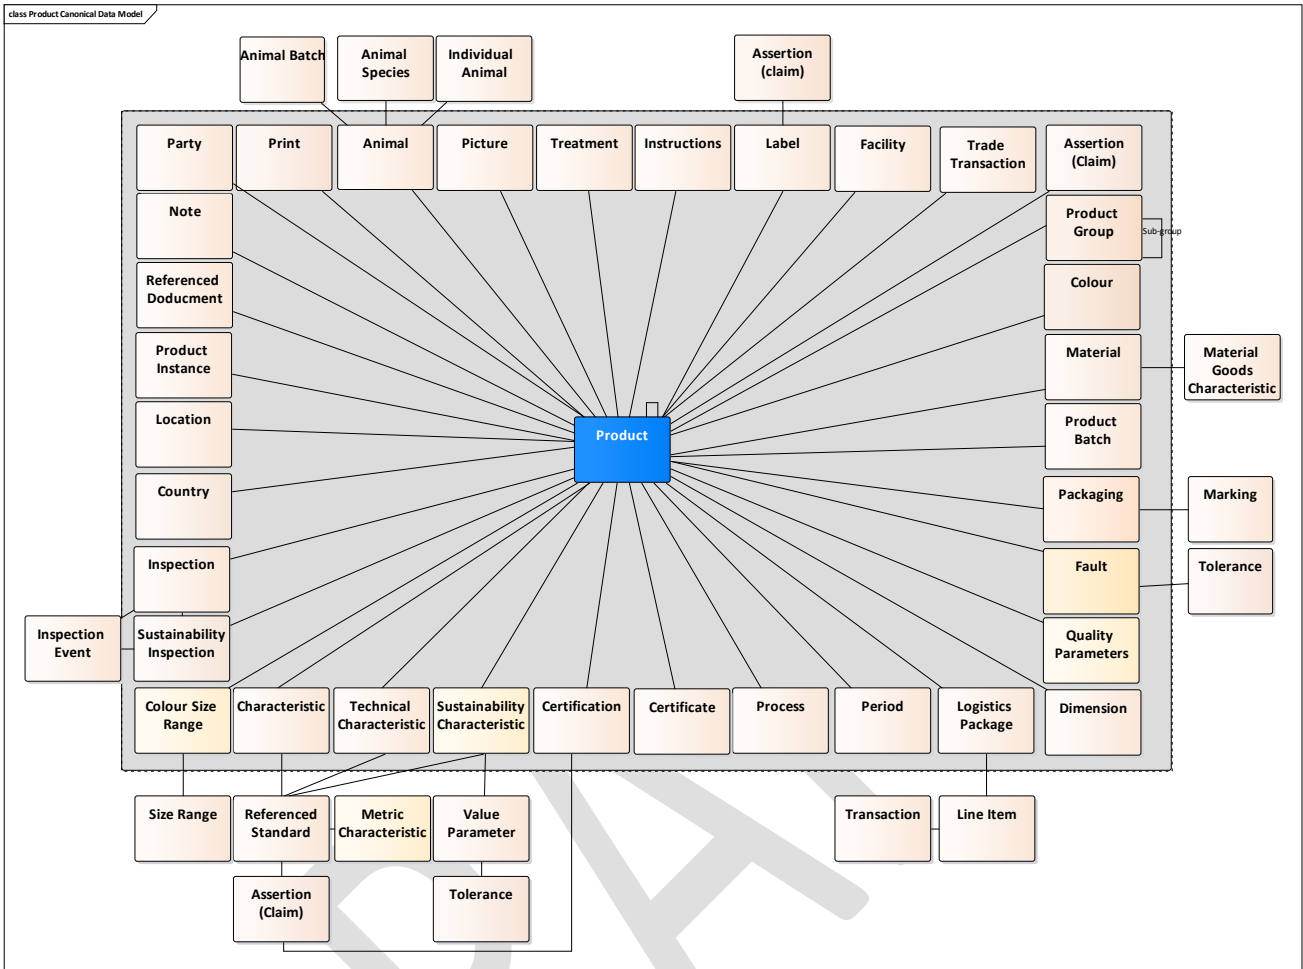 class Product Canonical Data Model
Animal Batch
Animal
Species
Individual
Animal
Assertion
(claim)
Party
Print
Animal
Picture
Treatment
Instructions
Label
Facility
Trade
Transaction
Assertion
(Claim)
Note
Product
Group
Sub-group
Referenced
Doducment
Colour
Product
Instance
Material
Material
Goods
Characteristic
Location
Product
Batch
Product
Country
Packaging
Marking
Inspection
Fault
Tolerance
Inspection
Event
Sustainability
Inspection
Quality
Parameters
Colour Size
Range
Characteristic
Technical
Characteristic
Sustainability
Characteristic
Certification
Certificate
Process
Period
Logistics
Package
Dimension
Size Range
Referenced
Standard
Metric
Characteristic
Value
Parameter
Transaction
Line Item
Assertion
(Claim)
Tolerance